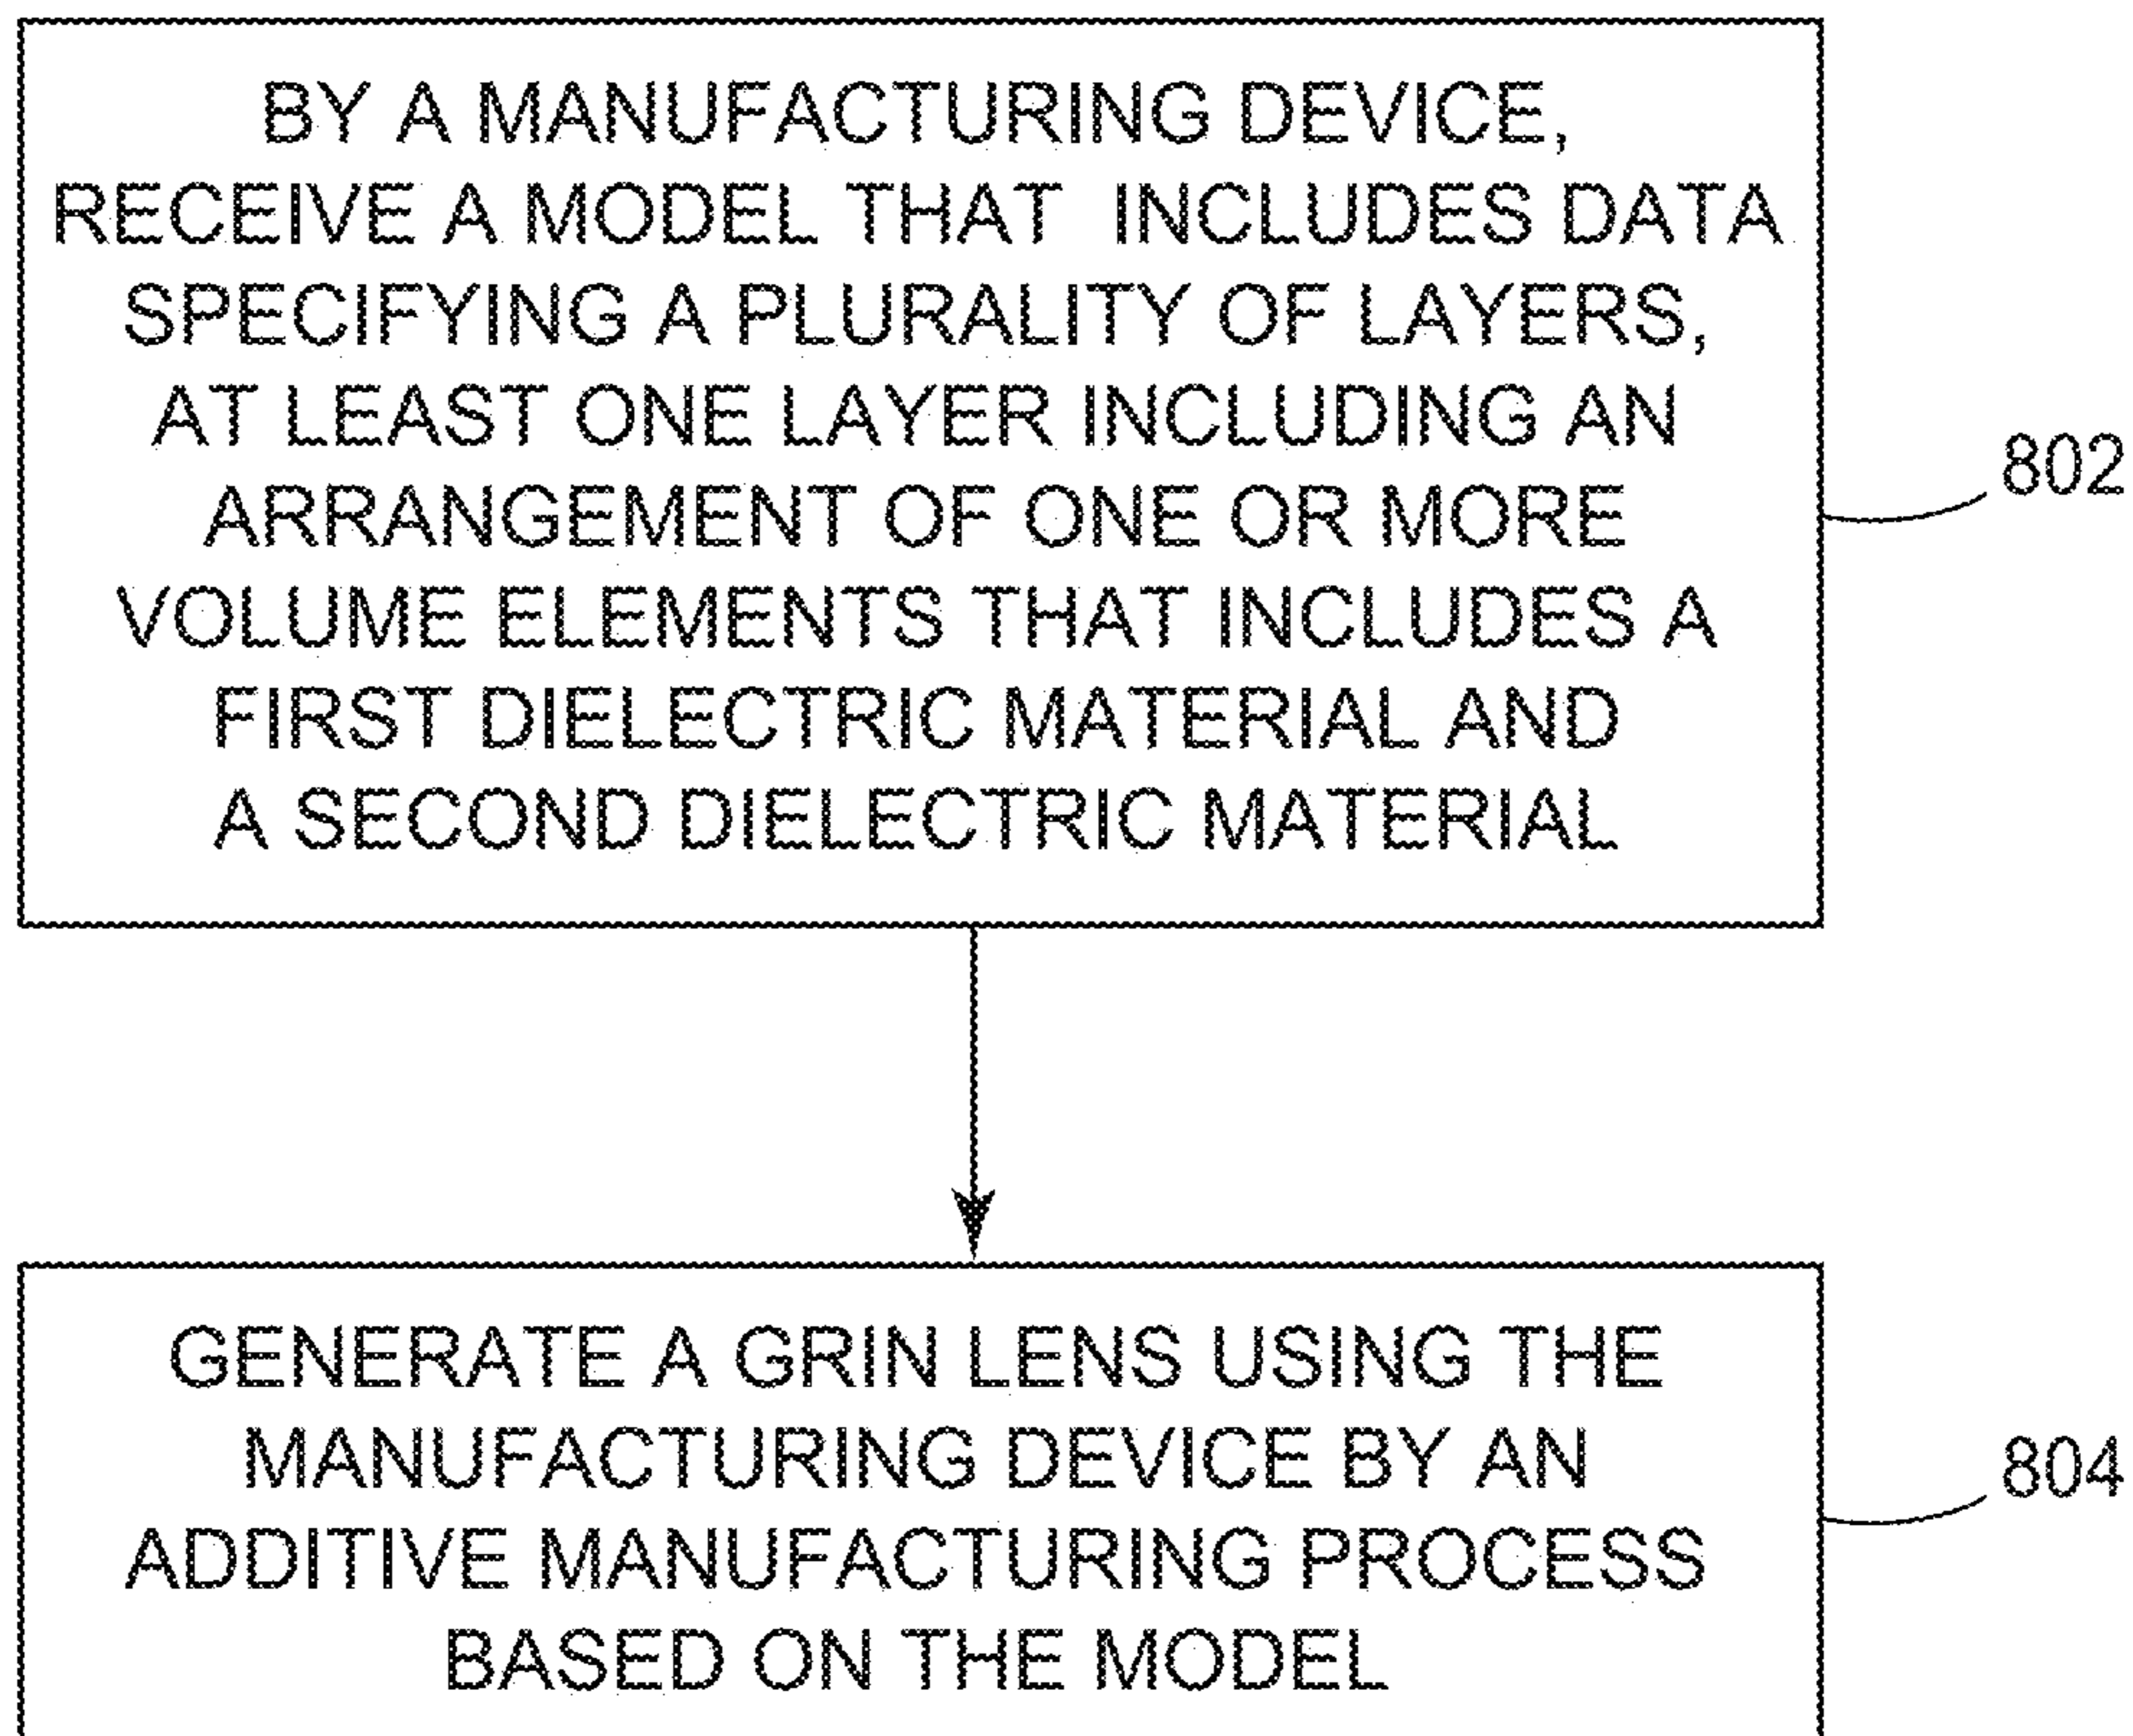 BY A MANUFACTURING DEVICE,
RECEIVE A MODEL THAT INCLUDES DATA
SPECIFYING A PLURALITY OF LAYERS,
AT LEAST ONE LAYER INCLUDING AN
ARRANGEMENT OF ONE OR MORE
VOLUME ELEMENTS THAT INCLUDES A
FIRST DIELECTRIC MATERIAL AND
A SECOND DIELECTRIC MATERIAL
802
GENERATE A GRIN LENS USING THE
MANUFACTURING DEVICE BY AN
ADDITIVE MANUFACTURING PROCESS
BASED ON THE MODEL
804